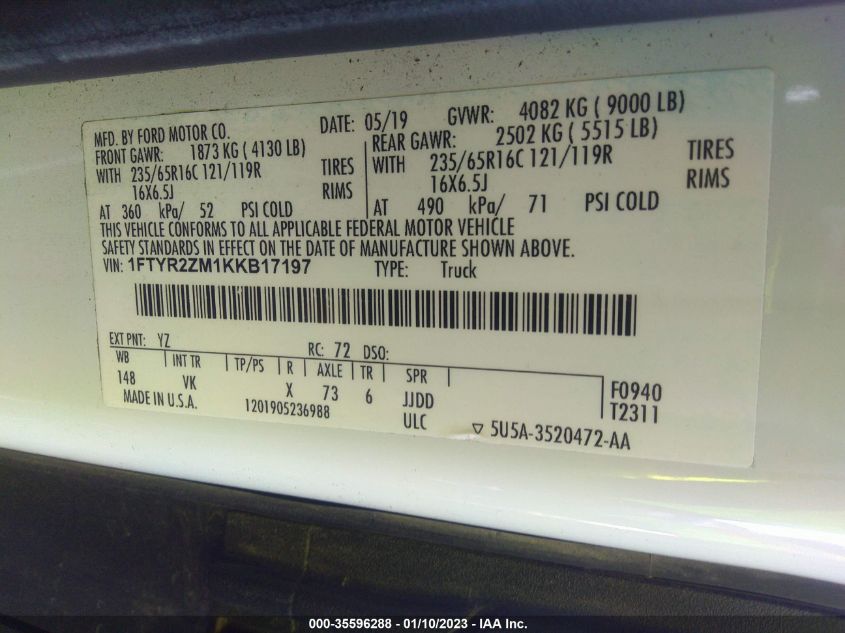 MFD. BY FORD MOTOR CO.
DATE: 05/19 GVWR: 4082 KG ( 9000 LB)
FRONT GAWR: 1873 KG ( 4130 LB)
WITH 235/65R16C 121/119R TIRES
16X6.5J RIMS
AT 360 kPa/ 52 PSI COLD
REAR GAWR: 2502 KG ( 5515 LB)
WITH 235/65R16C 121/119R TIRES
16X6.5J RIMS
AT 490 kPa/ 71 PSI COLD
THIS VEHICLE CONFORMS TO ALL APPLICABLE FEDERAL MOTOR VEHICLE
SAFETY STANDARDS IN EFFECT ON THE DATE OF MANUFACTURE SHOWN ABOVE.
VIN: 1FTYR2ZM1KKB17197 TYPE: Truck
EXT PNT: YZ RC: 72 DSO:
WB INT TR TP/PS R AXLE TR SPR
148 VK X 73 6 JJDD
F0940
T2311
MADE IN U.S.A. 1201905236988 ULC ▽ 5U5A-3520472-AA
000-35596288 - 01/10/2023 - IAA Inc.